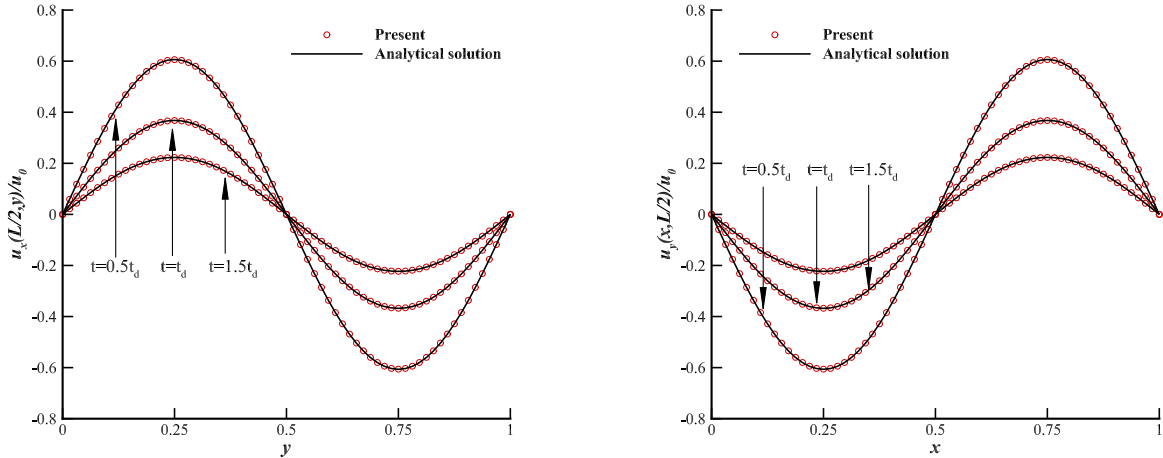 Present
Analytical solution
0.8
0.6
0.4
0.2
0
-0.2
-0.4
-0.6
-0.8
u_x(L/2,y)/u_0
t=0.5t_d
t=t_d
t=1.5t_d
0
0.25
0.5
0.75
1
y
Present
Analytical solution
0.8
0.6
0.4
0.2
0
-0.2
-0.4
-0.6
-0.8
u_y(x,L/2)/u_0
t=0.5t_d
t=t_d
t=1.5t_d
0
0.25
0.5
0.75
1
x